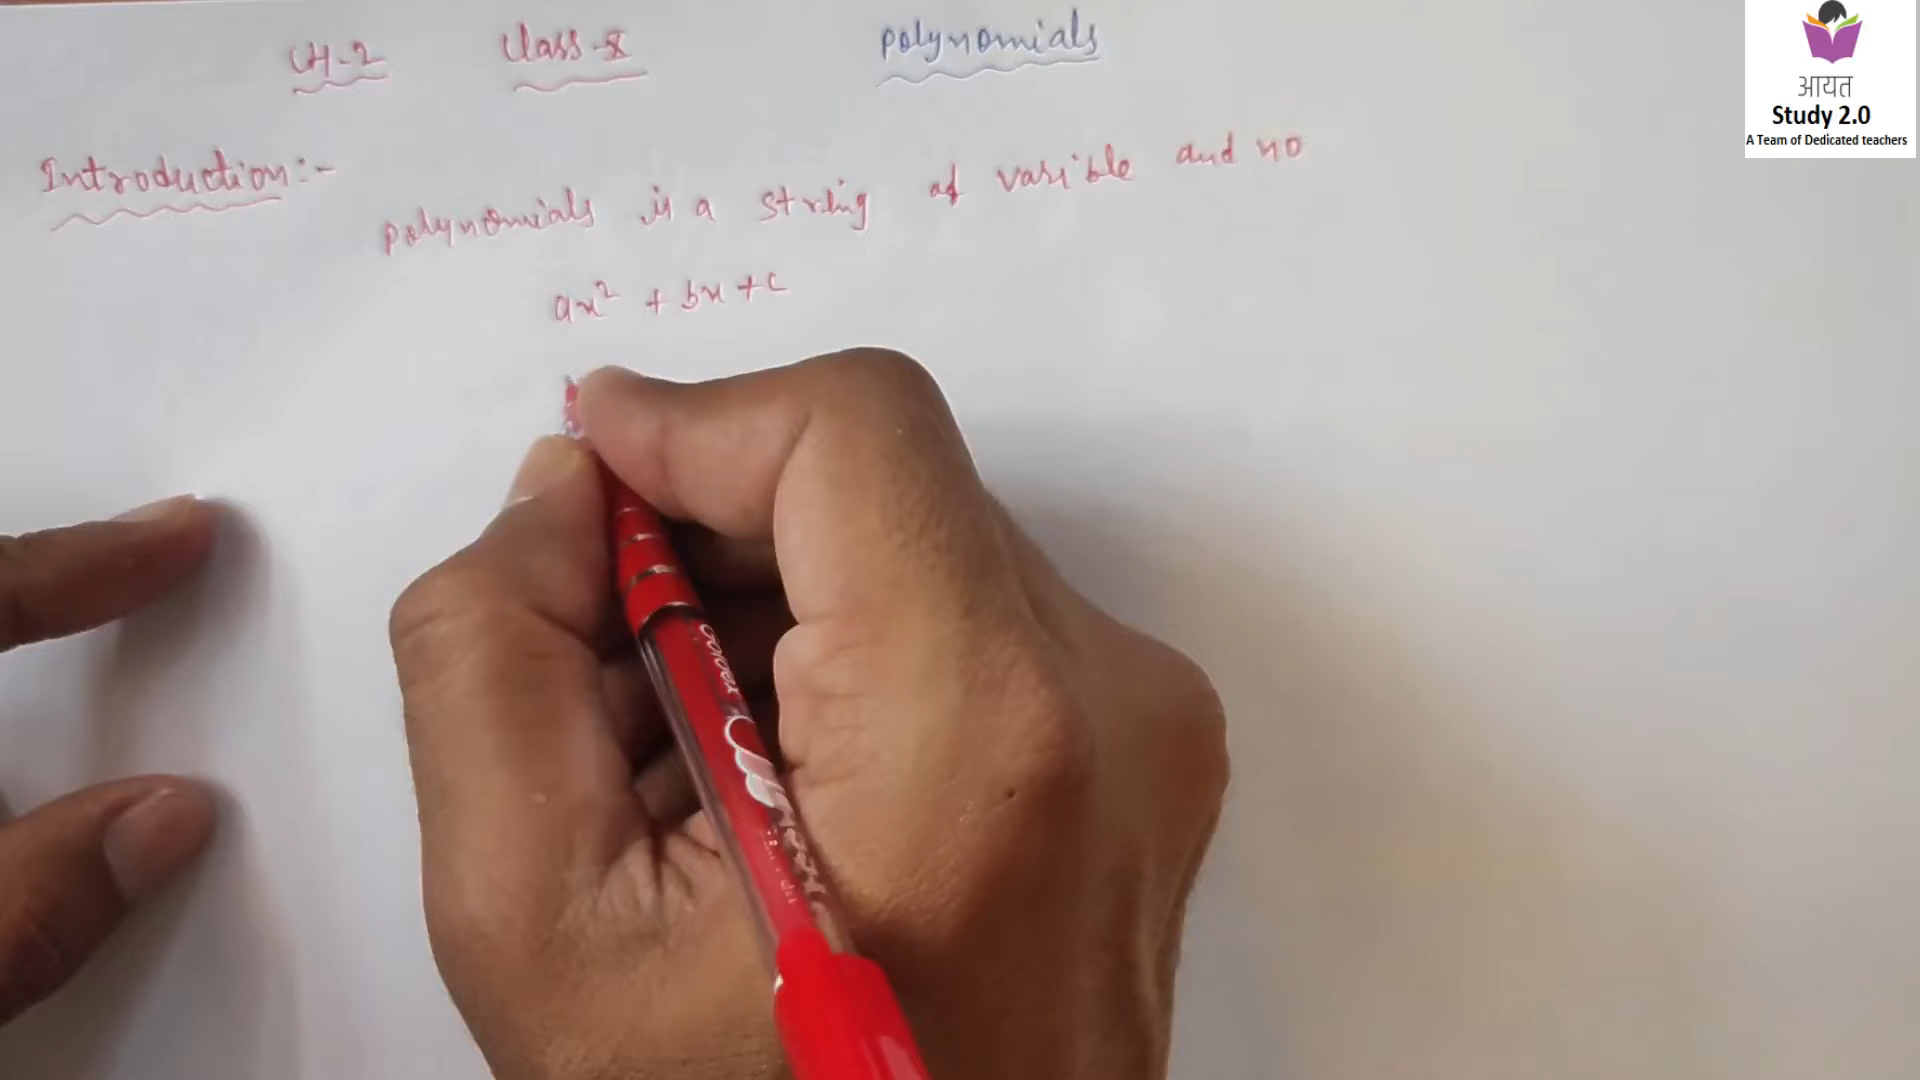 CH-2 Class-X polynomials
Introduction:-
polynomials is a string of varible and no
ax² + bx + c
आयत
Study 2.0
A Team of Dedicated teachers